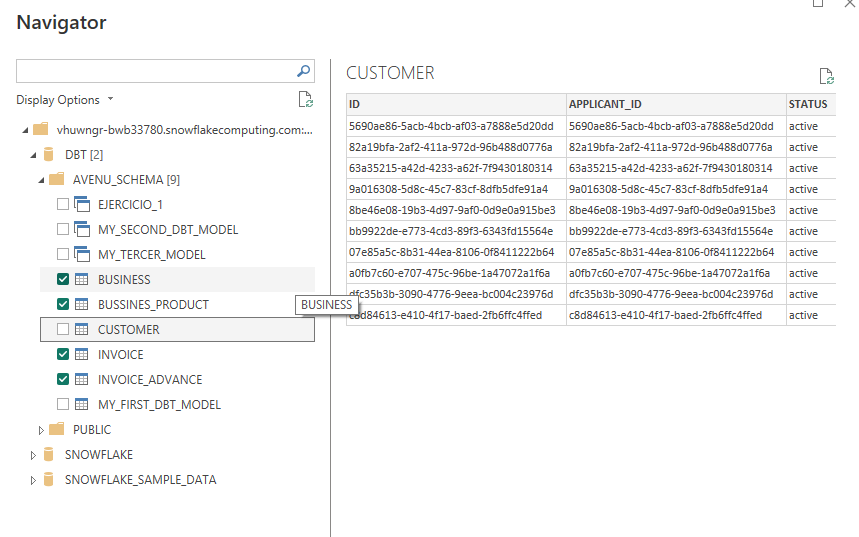 Navigator
Display Options
vhuwngr-bwb33780.snowflakecomputing.com:...
DBT [2]
AVENU_SCHEMA [9]
EJERCICIO_1
MY_SECOND_DBT_MODEL
MY_TERCER_MODEL
BUSINESS
BUSSINES_PRODUCT
BUSINESS
CUSTOMER
INVOICE
INVOICE_ADVANCE
MY_FIRST_DBT_MODEL
PUBLIC
SNOWFLAKE
SNOWFLAKE_SAMPLE_DATA
CUSTOMER
ID APPLICANT_ID STATUS
5690ae86-5acb-4bcb-af03-a7888e5d20dd 5690ae86-5acb-4bcb-af03-a7888e5d20dd active
82a19bfa-2af2-411a-972d-96b488d0776a 82a19bfa-2af2-411a-972d-96b488d0776a active
63a35215-a42d-4233-a62f-7f9430180314 63a35215-a42d-4233-a62f-7f9430180314 active
9a016308-5d8c-45c7-83cf-8dfb5dfe91a4 9a016308-5d8c-45c7-83cf-8dfb5dfe91a4 active
8be46e08-19b3-4d97-9af0-0d9e0a915be3 8be46e08-19b3-4d97-9af0-0d9e0a915be3 active
bb9922de-e773-4cd3-89f3-6343fd15564e bb9922de-e773-4cd3-89f3-6343fd15564e active
07e85a5c-8b31-44ea-8106-0f8411222b64 07e85a5c-8b31-44ea-8106-0f8411222b64 active
a0fb7c60-e707-475c-96be-1a47072a1f6a a0fb7c60-e707-475c-96be-1a47072a1f6a active
dfc35b3b-3090-4776-9eea-bc004c23976d dfc35b3b-3090-4776-9eea-bc004c23976d active
c8d84613-e410-4f17-baed-2fb6ffc4ffed c8d84613-e410-4f17-baed-2fb6ffc4ffed active